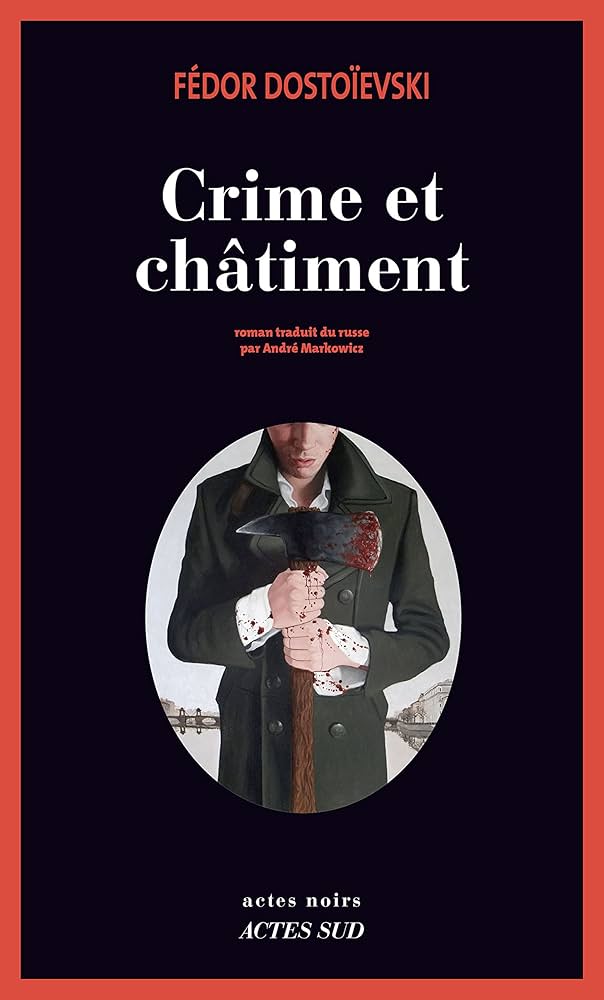 FÉDOR DOSTOÏEVSKI
Crime et
châtiment
roman traduit du russe
par André Markowicz
actes noirs
ACTES SUD